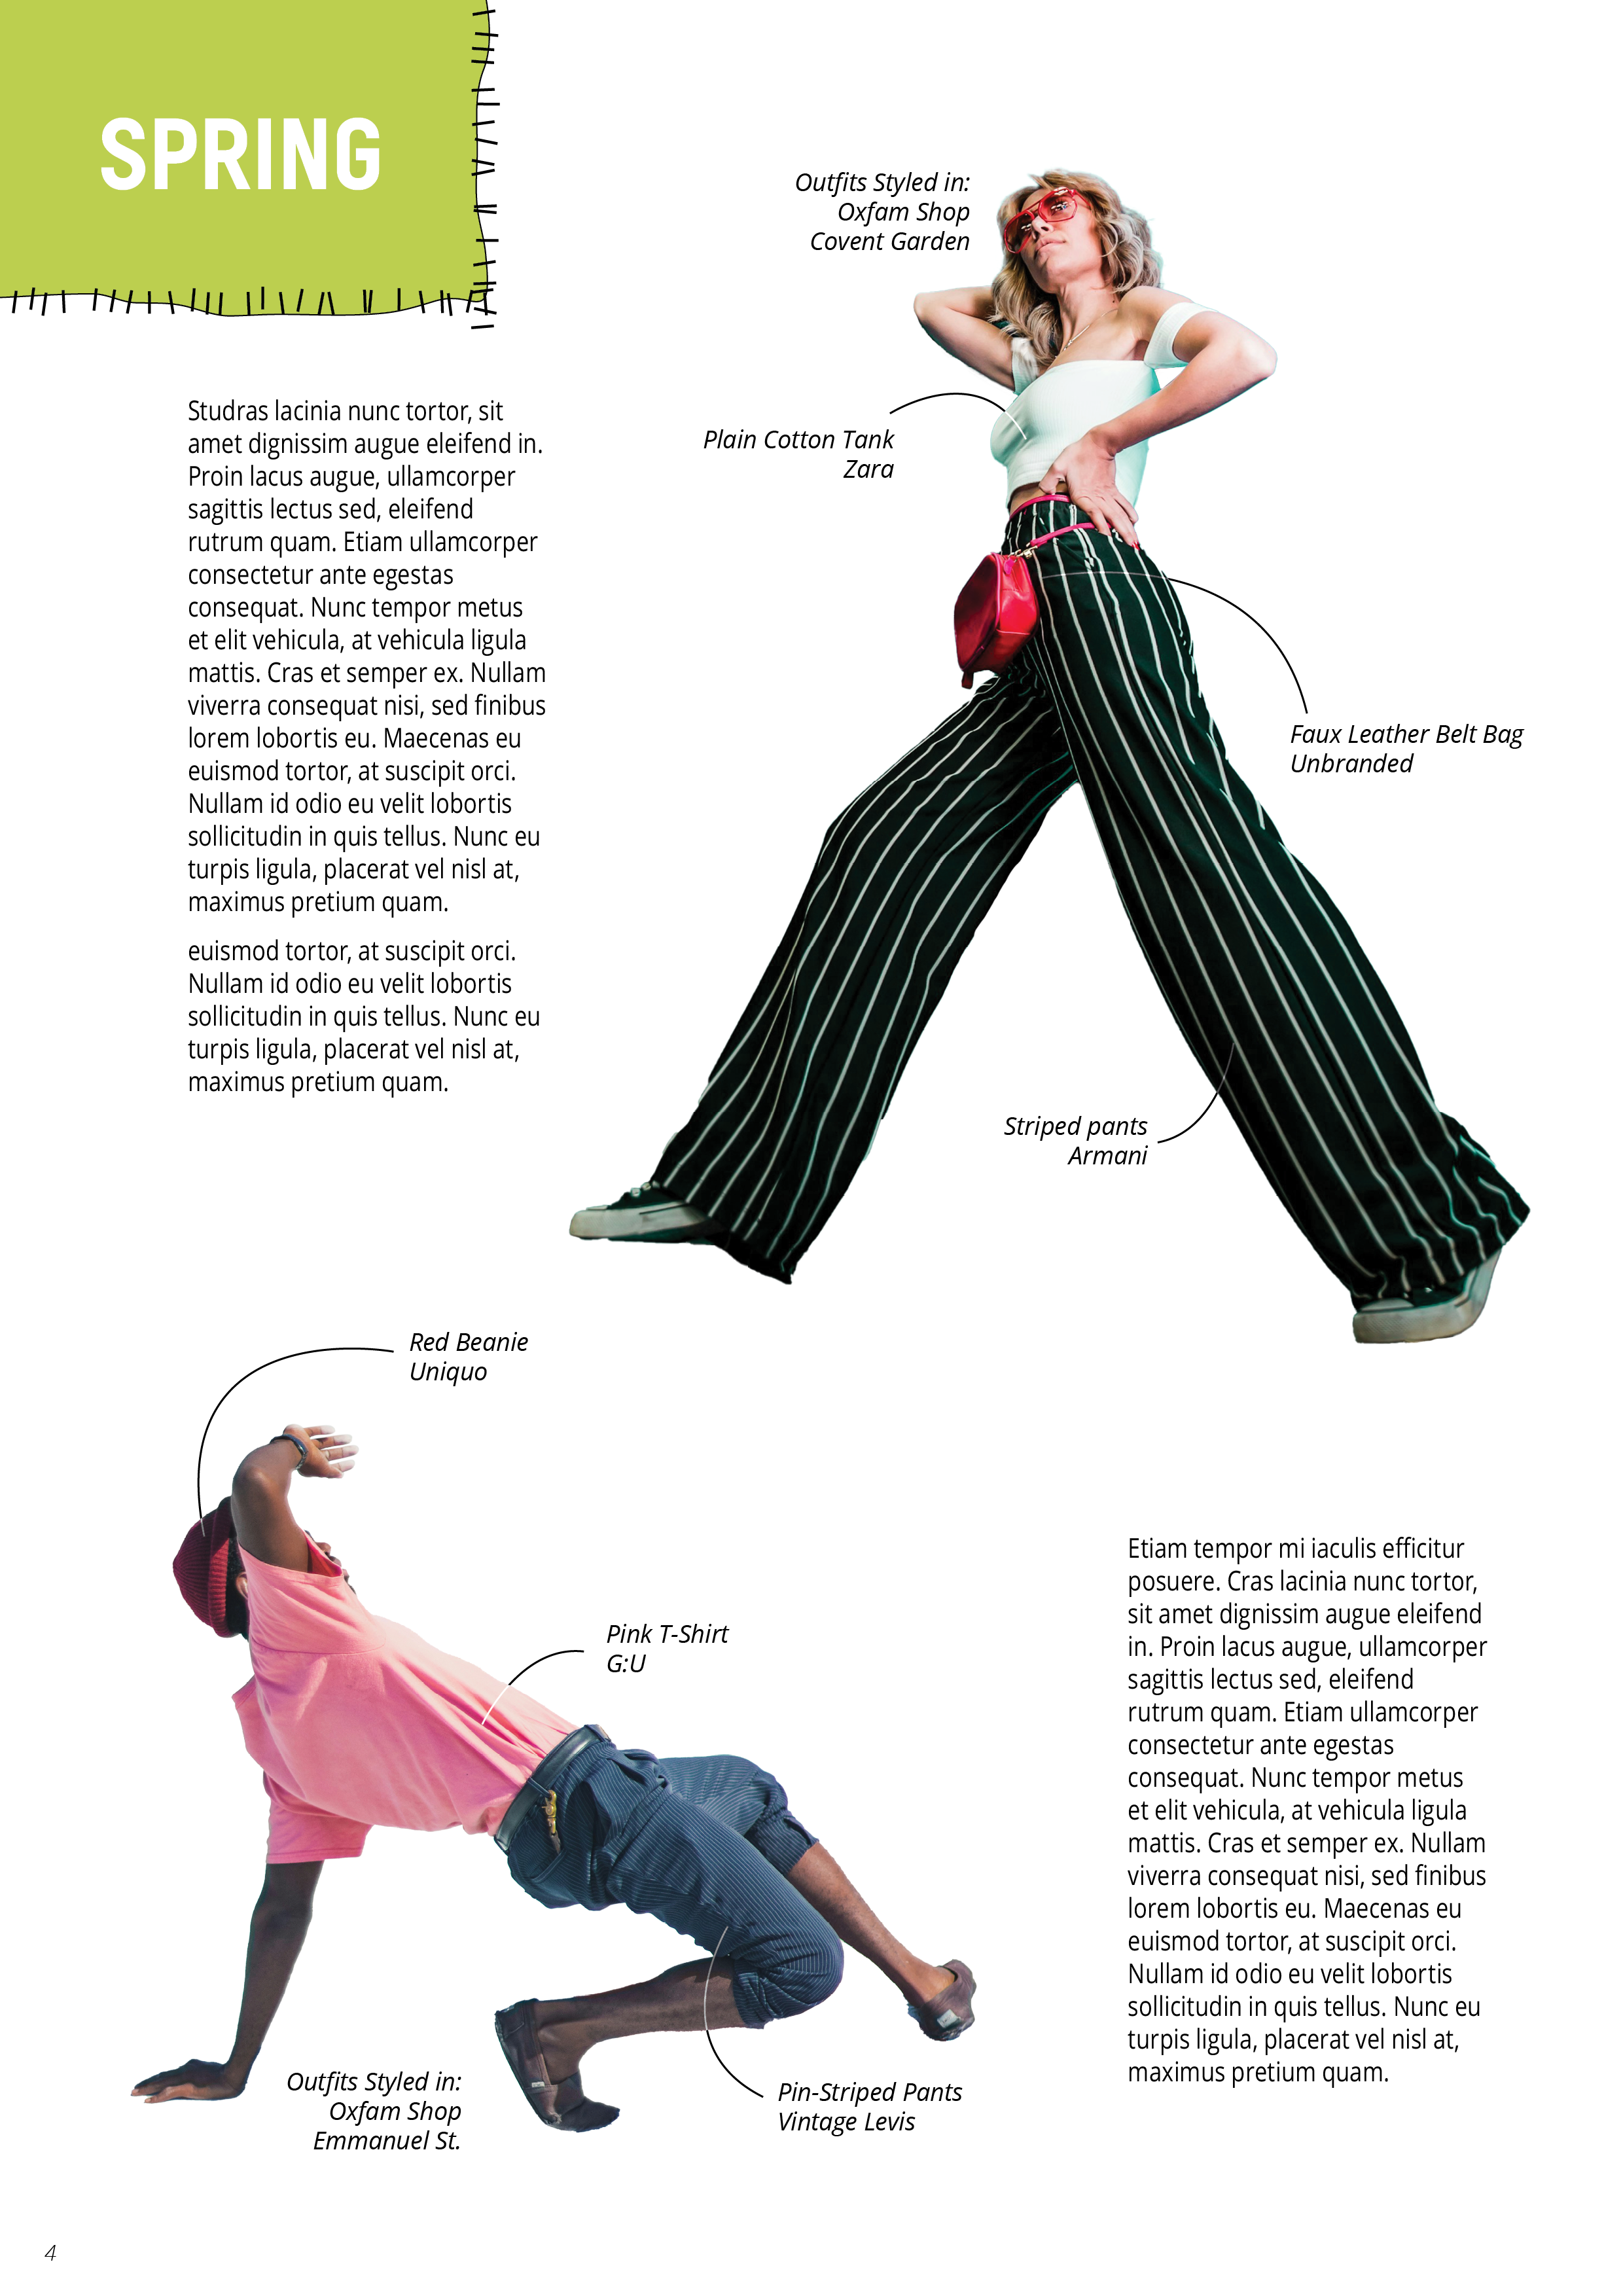 SPRING
Outfits Styled in:
Oxfam Shop
Covent Garden
Plain Cotton Tank
Zara
Faux Leather Belt Bag
Unbranded
Striped pants
Armani
Studras lacinia nunc tortor, sit
amet dignissim augue eleifend in.
Proin lacus augue, ullamcorper
sagittis lectus sed, eleifend
rutrum quam. Etiam ullamcorper
consectetur ante egestas
consequat. Nunc tempor metus
et elit vehicula, at vehicula ligula
mattis. Cras et semper ex. Nullam
viverra consequat nisi, sed finibus
lorem lobortis eu. Maecenas eu
euismod tortor, at suscipit orci.
Nullam id odio eu velit lobortis
sollicitudin in quis tellus. Nunc eu
turpis ligula, placerat vel nisl at,
maximus pretium quam.
euismod tortor, at suscipit orci.
Nullam id odio eu velit lobortis
sollicitudin in quis tellus. Nunc eu
turpis ligula, placerat vel nisl at,
maximus pretium quam.
Red Beanie
Uniquo
Pink T-Shirt
G:U
Pin-Striped Pants
Vintage Levis
Outfits Styled in:
Oxfam Shop
Emmanuel St.
Etiam tempor mi iaculis efficitur
posuere. Cras lacinia nunc tortor,
sit amet dignissim augue eleifend
in. Proin lacus augue, ullamcorper
sagittis lectus sed, eleifend
rutrum quam. Etiam ullamcorper
consectetur ante egestas
consequat. Nunc tempor metus
et elit vehicula, at vehicula ligula
mattis. Cras et semper ex. Nullam
viverra consequat nisi, sed finibus
lorem lobortis eu. Maecenas eu
euismod tortor, at suscipit orci.
Nullam id odio eu velit lobortis
sollicitudin in quis tellus. Nunc eu
turpis ligula, placerat vel nisl at,
maximus pretium quam.
4